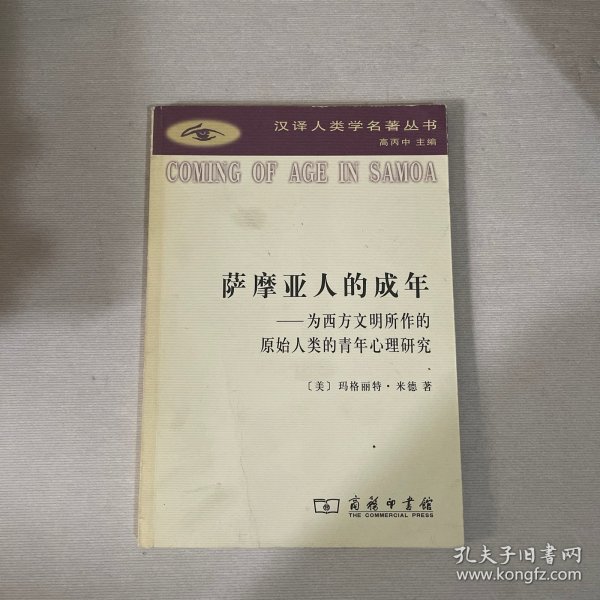 汉译人类学名著丛书
高丙中 主编
COMING OF AGE IN SAMOA
萨摩亚人的成年
——为西方文明所作的
原始人类的青年心理研究
〔美〕玛格丽特·米德 著
商务印书馆
THE COMMERCIAL PRESS
孔夫子旧书网
www.kongfz.com